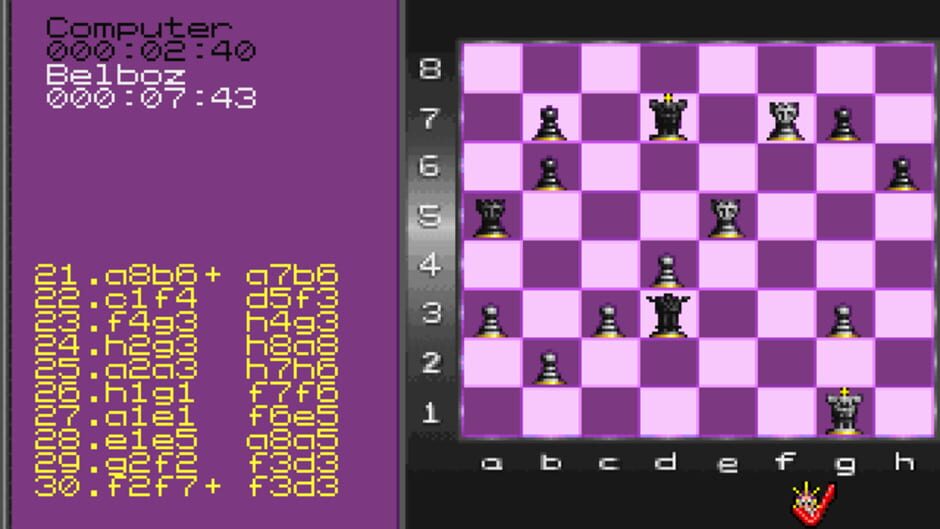 Computer
000:02:40
Belboz
000:07:43
21.a8b6+ a7b6
22.c1f4 d5f3
23.f4g3 h4g3
24.h2g3 h8a8
25.a2a3 h7h6
26.h1g1 f7f6
27.a1e1 f6e5
28.e1e5 a8a5
29.g2f2 f3d3
30.f2f7+ f3d3
8
7
6
5
4
3
2
1
a b c d e f g h